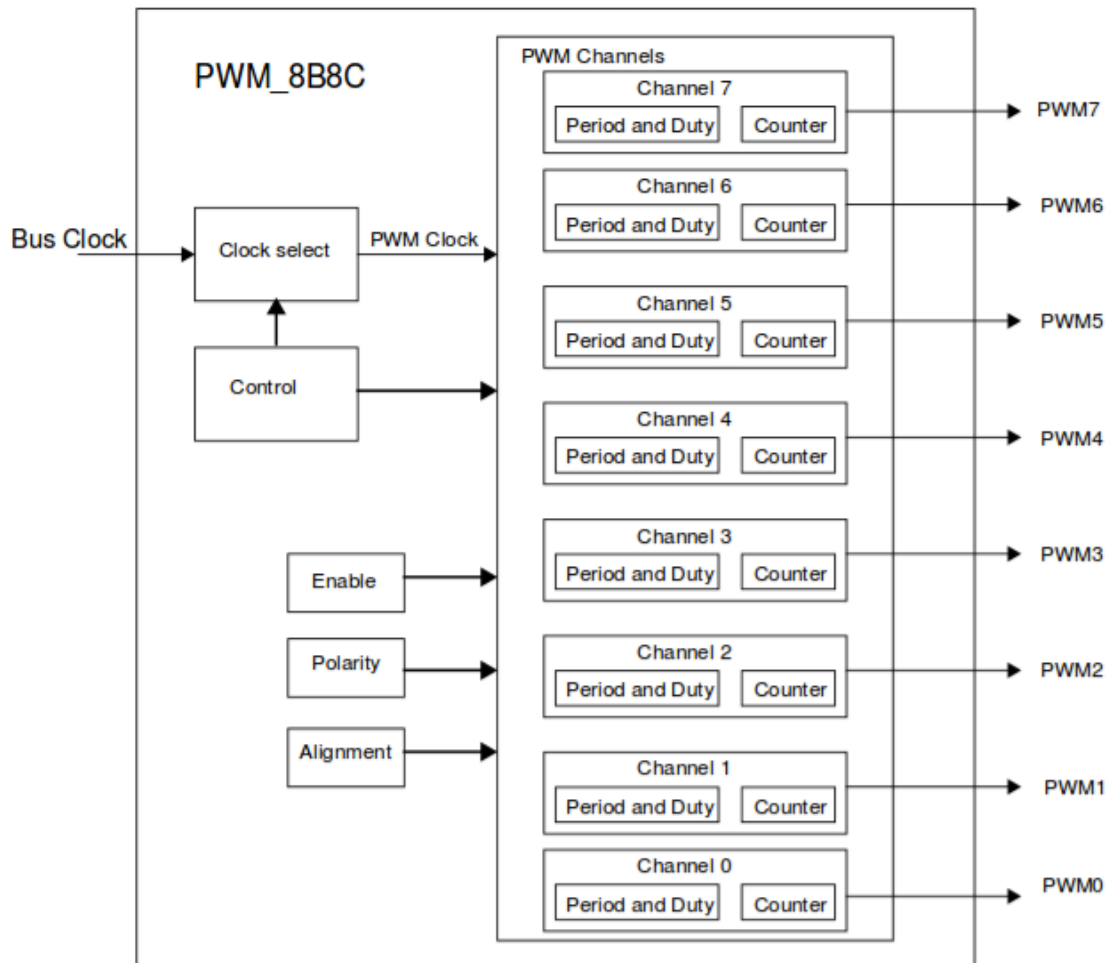 PWM_8B8C
Bus Clock
Clock select
PWM Clock
Control
Enable
Polarity
Alignment
PWM Channels
Channel 7
Period and Duty
Counter
PWM7
Channel 6
Period and Duty
Counter
PWM6
Channel 5
Period and Duty
Counter
PWM5
Channel 4
Period and Duty
Counter
PWM4
Channel 3
Period and Duty
Counter
PWM3
Channel 2
Period and Duty
Counter
PWM2
Channel 1
Period and Duty
Counter
PWM1
Channel 0
Period and Duty
Counter
PWM0